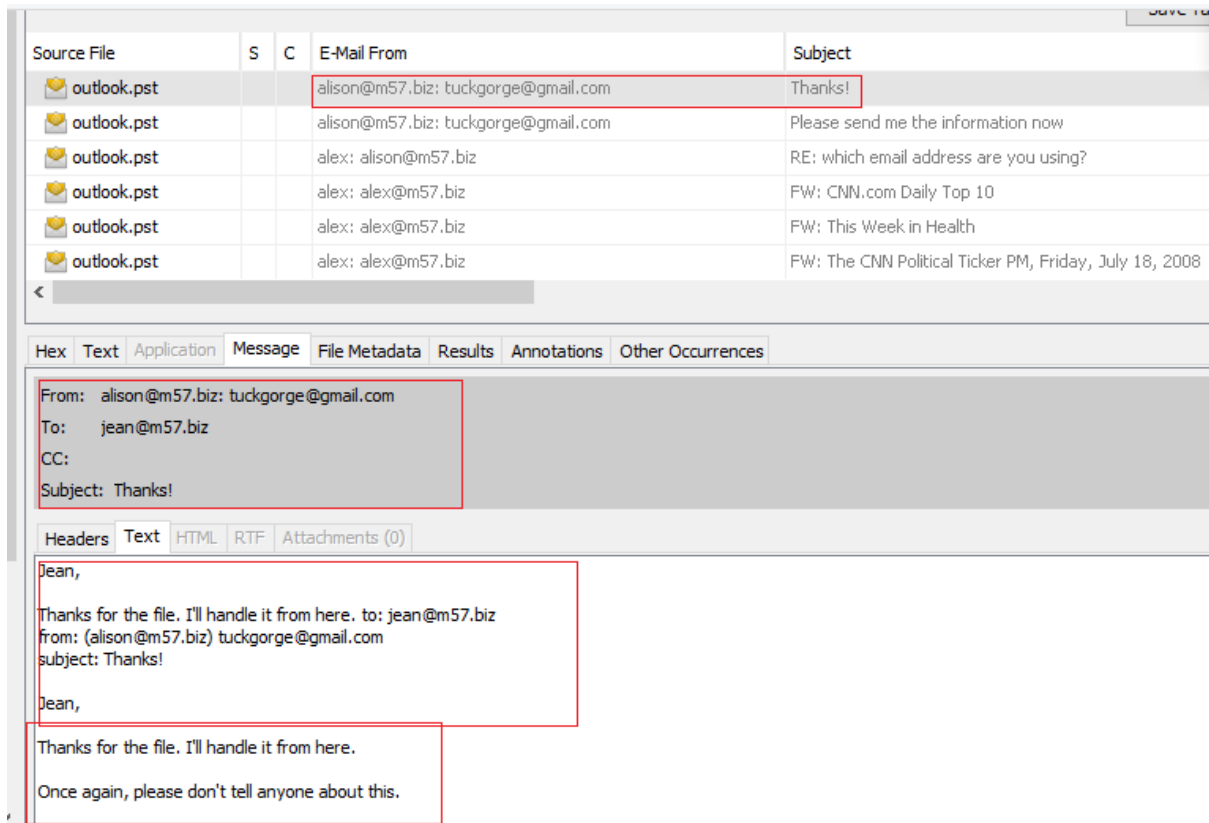 Source File S C E-Mail From Subject
outlook.pst alison@m57.biz: tuckgorge@gmail.com Thanks!
outlook.pst alison@m57.biz: tuckgorge@gmail.com Please send me the information now
outlook.pst alex: alison@m57.biz RE: which email address are you using?
outlook.pst alex: alex@m57.biz FW: CNN.com Daily Top 10
outlook.pst alex: alex@m57.biz FW: This Week in Health
outlook.pst alex: alex@m57.biz FW: The CNN Political Ticker PM, Friday, July 18, 2008
<
Hex Text Application Message File Metadata Results Annotations Other Occurrences
From: alison@m57.biz: tuckgorge@gmail.com
To: jean@m57.biz
CC:
Subject: Thanks!
Headers Text HTML RTF Attachments (0)
Jean,
Thanks for the file. I'll handle it from here. to: jean@m57.biz
from: (alison@m57.biz) tuckgorge@gmail.com
subject: Thanks!
Jean,
Thanks for the file. I'll handle it from here.
Once again, please don't tell anyone about this.